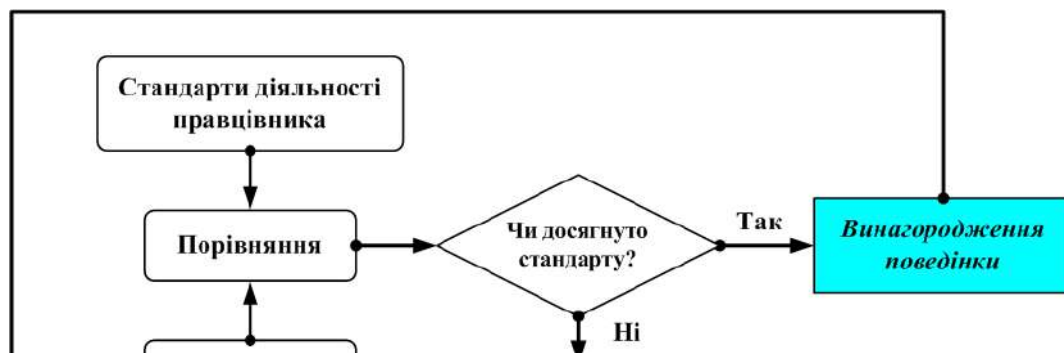 Стандарти діяльності
правцівника
Порівняння
Чи досягнуто
стандарту?
Так
Винагородження
поведінки
Ні